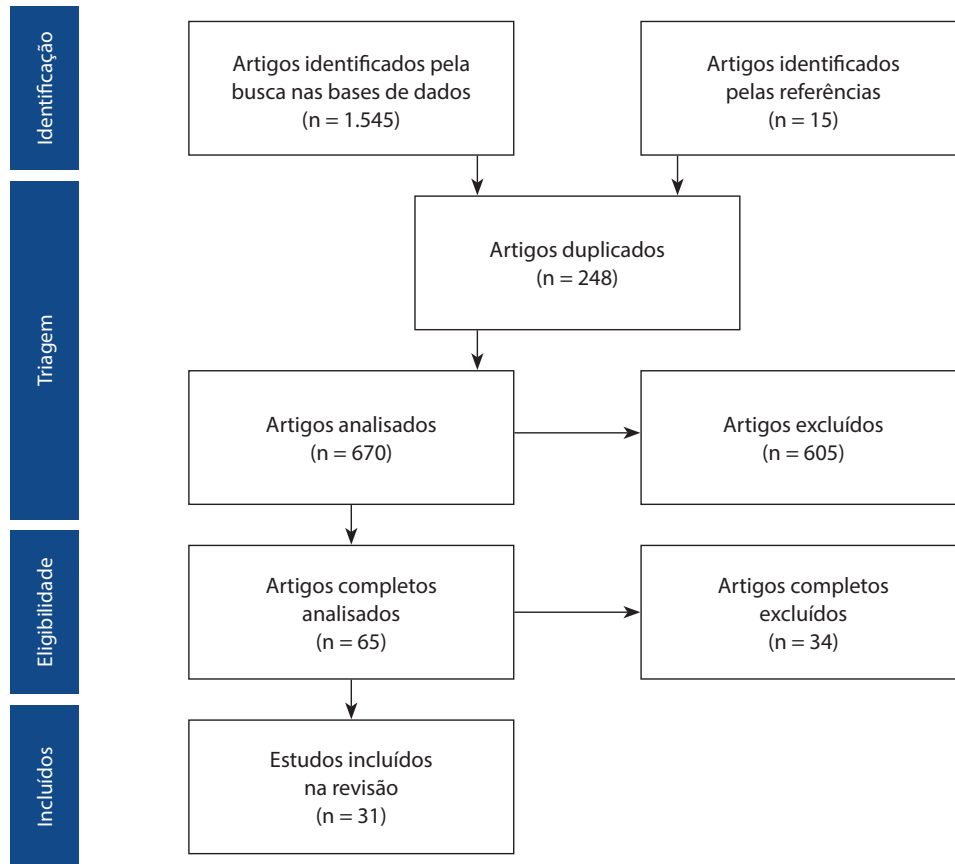 Identificação
Artigos identificados pela
busca nas bases de dados
(n = 1.545)
Artigos identificados
pelas referências
(n = 15)
Triagem
Artigos duplicados
(n = 248)
Artigos analisados
(n = 670)
Artigos excluídos
(n = 605)
Eligibilidade
Artigos completos
analisados
(n = 65)
Artigos completos
excluídos
(n = 34)
Incluídos
Estudos incluídos
na revisão
(n = 31)